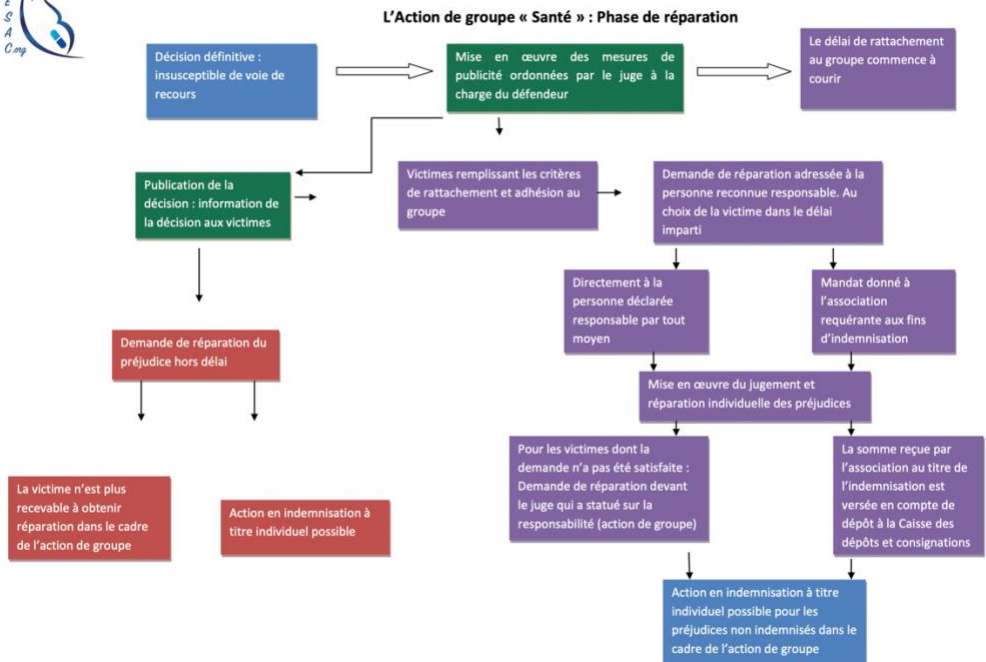 E
S
A
C.mg
L'Action de groupe « Santé » : Phase de réparation
Décision définitive :
insusceptible de voie de
recours
Mise en œuvre des mesures de
publicité ordonnées par le juge à la
charge du défendeur
Le délai de rattachement
au groupe commence à
courir
Publication de la
décision : information de
la décision aux victimes
Victimes remplissant les critères
de rattachement et adhésion au
groupe
Demande de réparation adressée à la
personne reconnue responsable. Au
choix de la victime dans le délai
imparti
Directement à la
personne déclarée
responsable par tout
moyen
Mandat donné à
l'association
requérante aux fins
d'indemnisation
Demande de réparation du
préjudice hors délai
Mise en œuvre du jugement et
réparation individuelle des préjudices
Pour les victimes dont la
demande n'a pas été satisfaite :
Demande de réparation devant
le juge qui a statué sur la
responsabilité (action de groupe)
La somme reçue par
l'association au titre de
l'indemnisation est
versée en compte de
dépôt à la Caisse des
dépôts et consignations
La victime n'est plus
recevable à obtenir
réparation dans le cadre
de l'action de groupe
Action en indemnisation à
titre individuel possible
Action en indemnisation à titre
individuel possible pour les
préjudices non indemnisés dans le
cadre de l'action de groupe